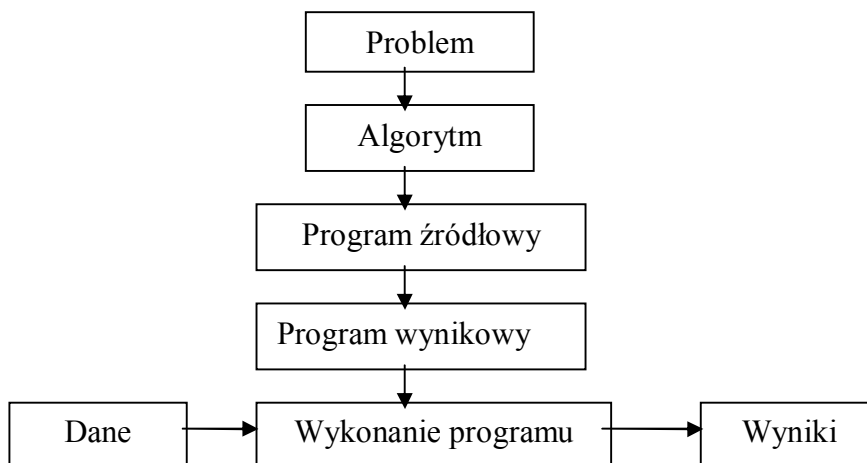 Problem
Algorytm
Program źródłowy
Program wynikowy
Dane
Wykonanie programu
Wyniki